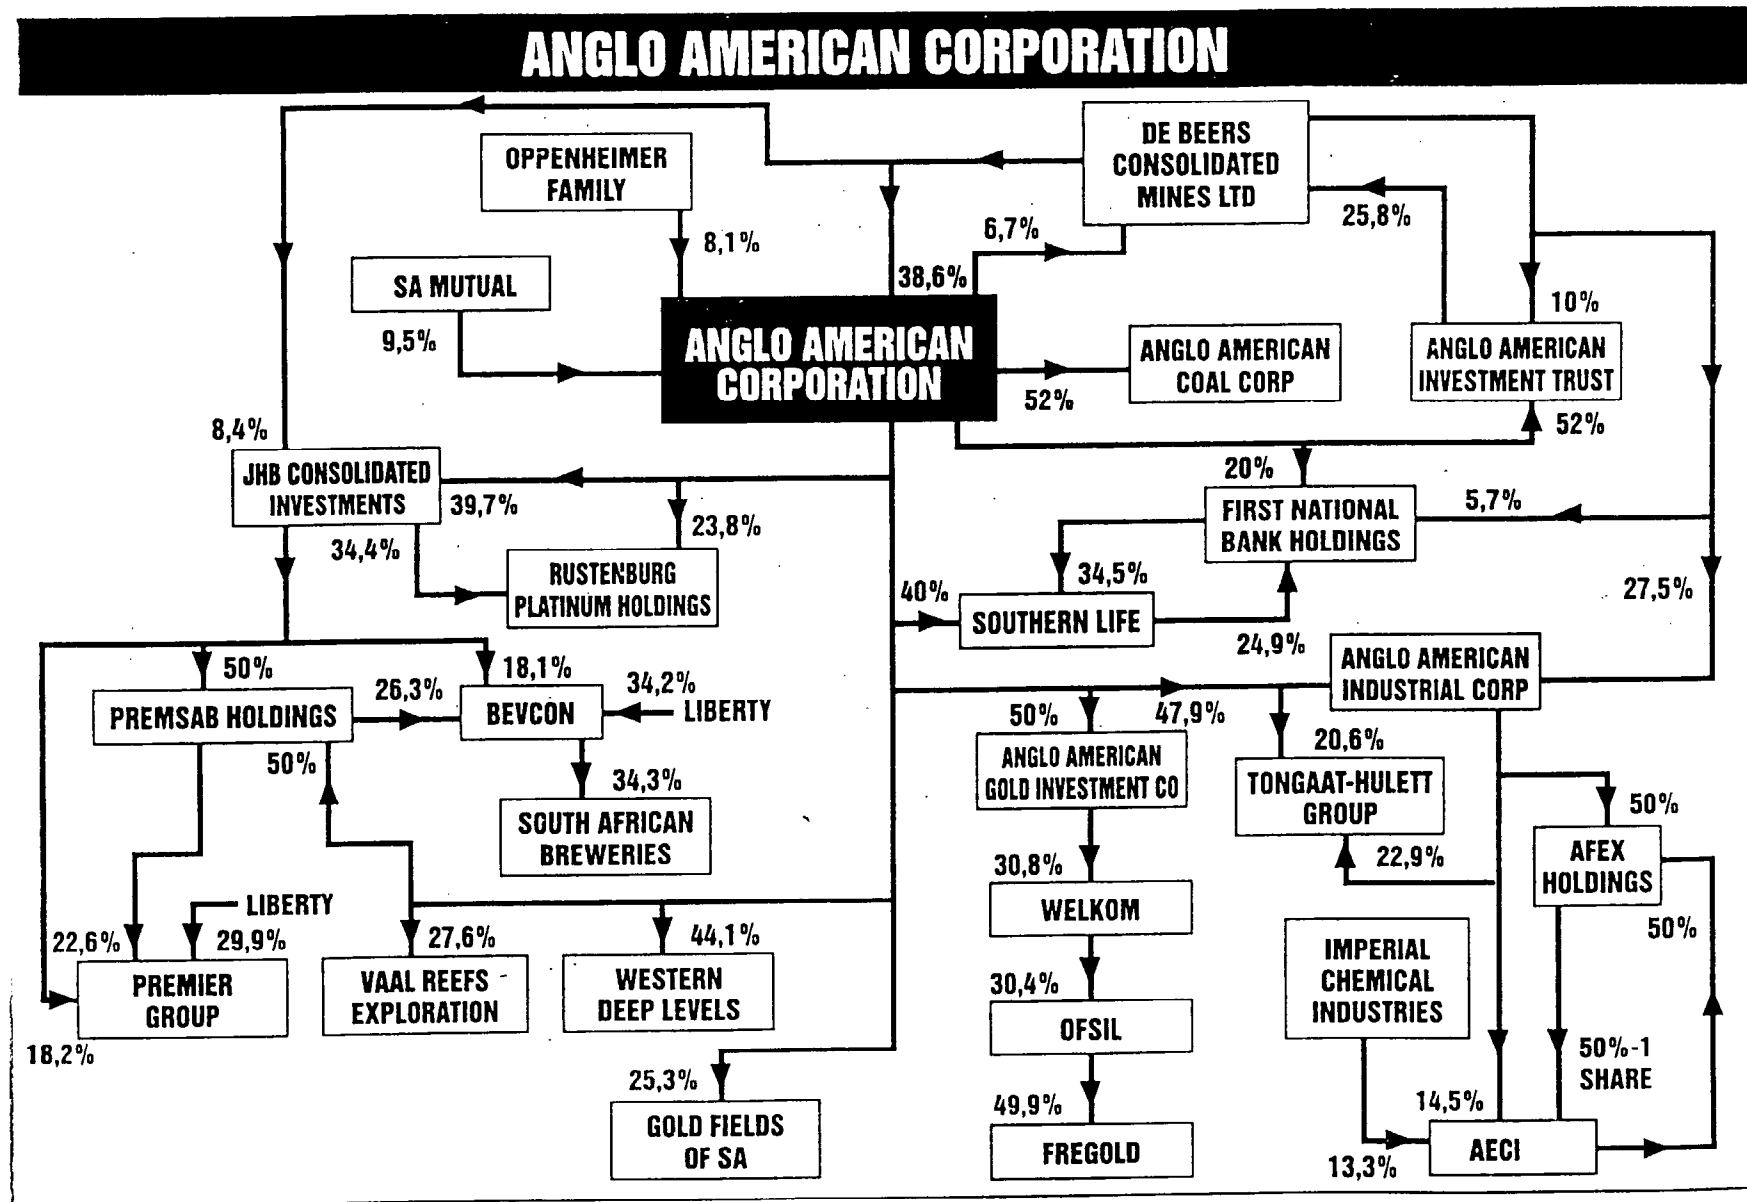 ANGLO AMERICAN CORPORATION
OPPENHEIMER
FAMILY
DE BEERS
CONSOLIDATED
MINES LTD
8,1%
6,7%
25,8%
SA MUTUAL
9,5%
38,6%
10%
ANGLO AMERICAN
CORPORATION
ANGLO AMERICAN
COAL CORP
52%
ANGLO AMERICAN
INVESTMENT TRUST
52%
8,4%
JHB CONSOLIDATED
INVESTMENTS
39,7%
23,8%
34,4%
RUSTENBURG
PLATINUM HOLDINGS
20%
FIRST NATIONAL
BANK HOLDINGS
5,7%
27,5%
40%
34,5%
SOUTHERN LIFE
24,9%
ANGLO AMERICAN
INDUSTRIAL CORP
50%
PREMSAB HOLDINGS
50%
26,3%
18,1%
BEVCON
34,2%
LIBERTY
34,3%
SOUTH AFRICAN
BREWERIES
50%
47,9%
ANGLO AMERICAN
GOLD INVESTMENT CO
20,6%
TONGAAT-HULETT
GROUP
22,9%
50%
AFEX
HOLDINGS
50%
30,8%
WELKOM
LIBERTY
22,6%
29,9%
PREMIER
GROUP
18,2%
27,6%
VAAL REEFS
EXPLORATION
44,1%
WESTERN
DEEP LEVELS
30,4%
OFSIL
IMPERIAL
CHEMICAL
INDUSTRIES
50%-1
SHARE
25,3%
GOLD FIELDS
OF SA
49,9%
FREGOLD
14,5%
13,3%
AECI